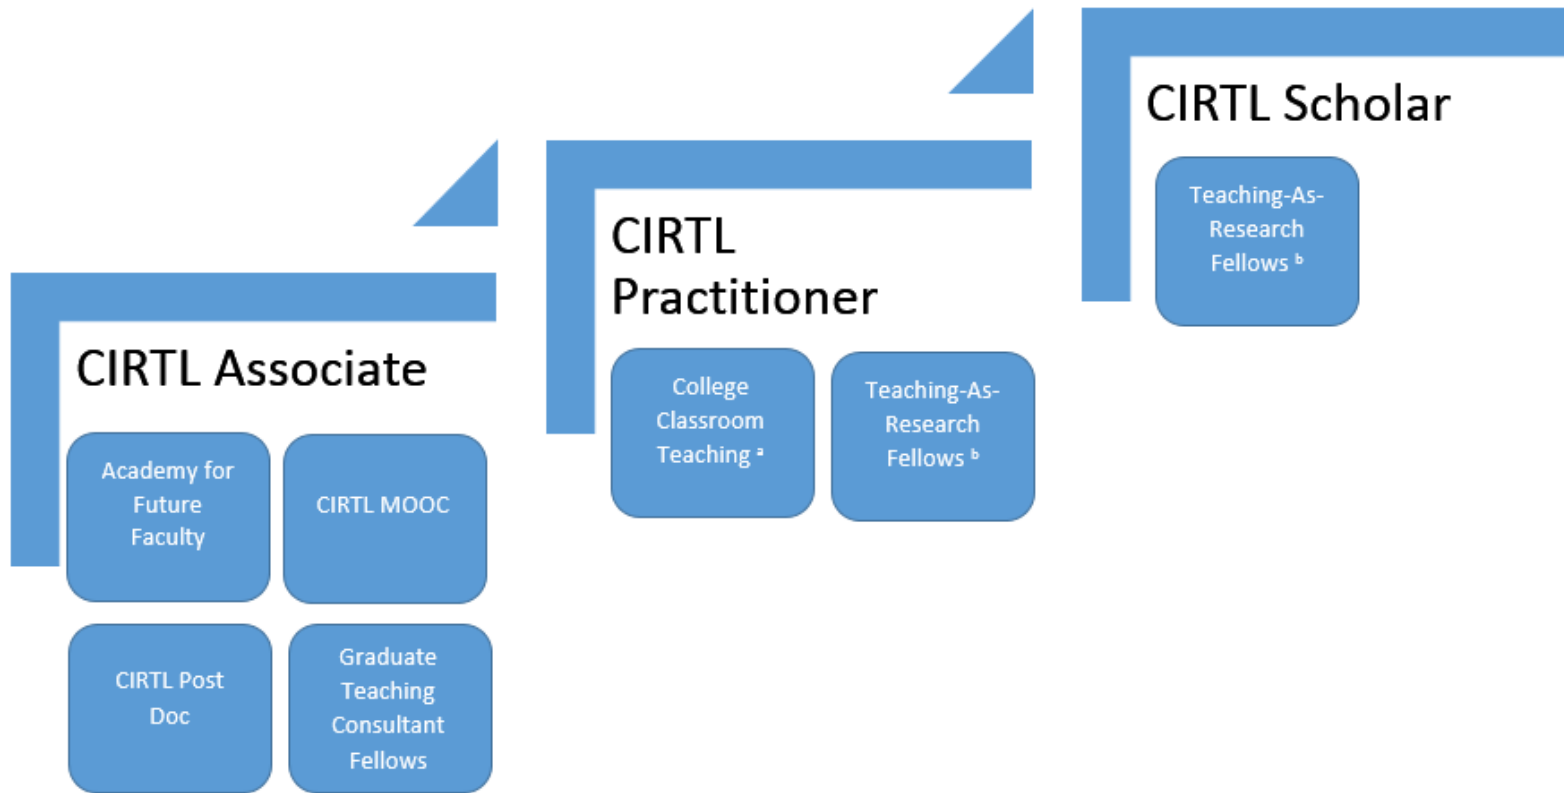 CIRTL Associate
Academy for
Future
Faculty
CIRTL MOOC
CIRTL Post
Doc
Graduate
Teaching
Consultant
Fellows
CIRTL
Practitioner
College
Classroom
Teaching ª
Teaching-As-
Research
Fellows ᵇ
CIRTL Scholar
Teaching-As-
Research
Fellows ᵇ